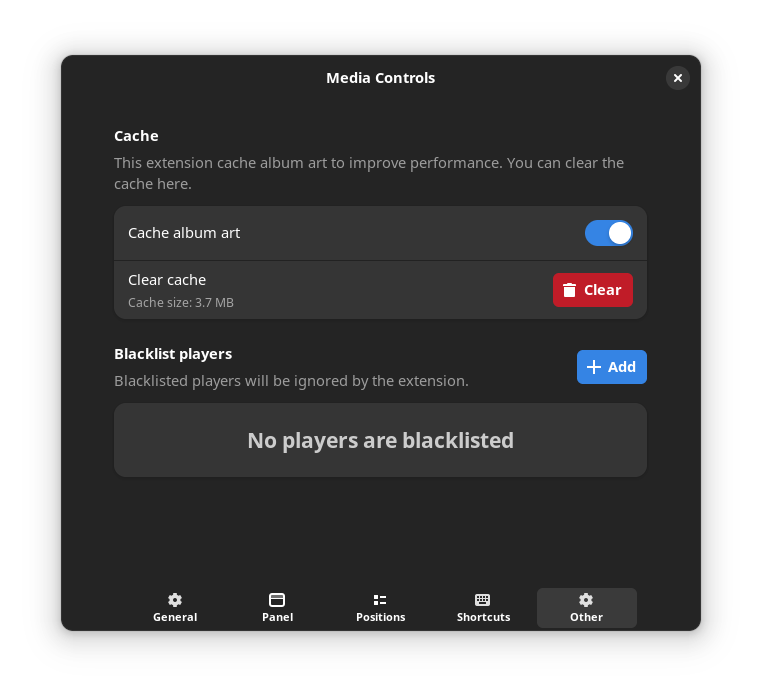 Media Controls
Cache
This extension cache album art to improve performance. You can clear the
cache here.
Cache album art
Clear cache
Cache size: 3.7 MB
Clear
Blacklist players
Blacklisted players will be ignored by the extension.
Add
No players are blacklisted
General
Panel
Positions
Shortcuts
Other